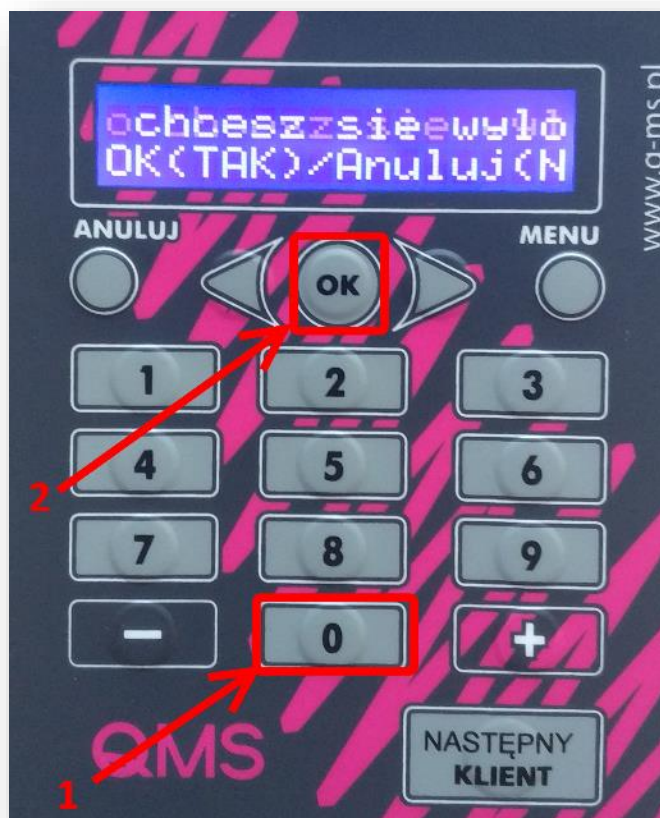 OK(TAK)/Anuluj(N
www.q-ms.pl
ANULUJ
MENU
OK
1 2 3
4 5 6
2
7 8 9
− 0 +
QMS
NASTĘPNY
KLIENT
1